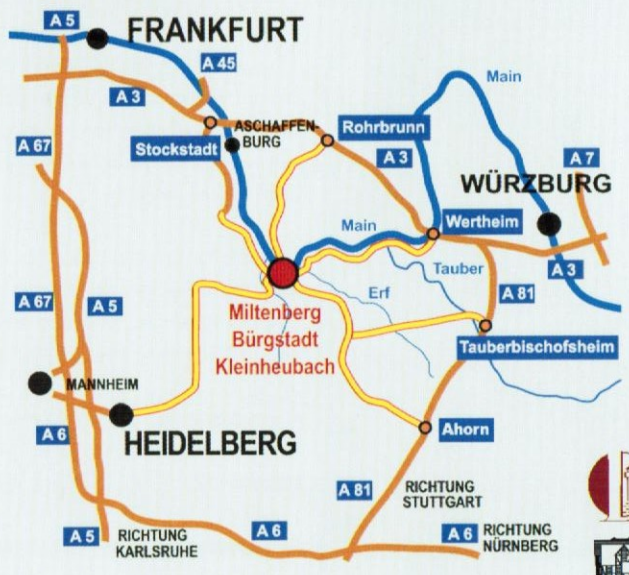 A 5
FRANKFURT
A 45
Main
A 3
ASCHAFFEN-
BURG
Rohrbrunn
A 67
Stockstadt
A 3
A 7
WÜRZBURG
Main
Wertheim
Tauber
A 3
A 67
A 5
Erf
A 81
Miltenberg
Bürgstadt
Kleinheubach
Tauberbischofsheim
MANNHEIM
HEIDELBERG
Ahorn
A 6
A 81
RICHTUNG
STUTTGART
A 5
RICHTUNG
KARLSRUHE
A 6
A 6
RICHTUNG
NÜRNBERG